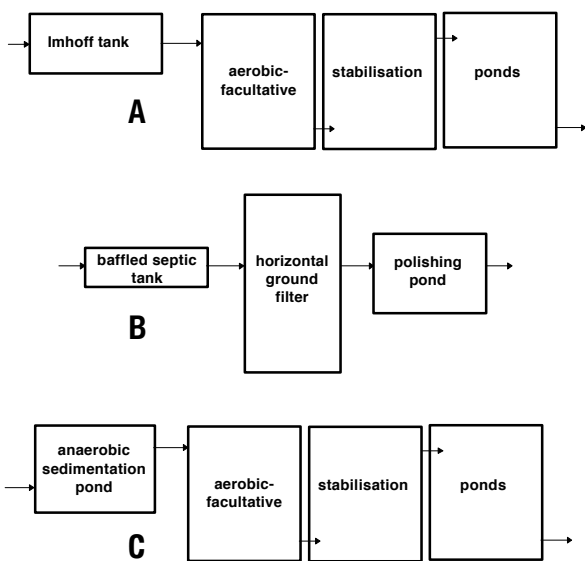 Imhoff tank
aerobic-
facultative
stabilisation
ponds
A
baffled septic
tank
horizontal
ground
filter
polishing
pond
B
anaerobic
sedimentation
pond
aerobic-
facultative
stabilisation
ponds
C